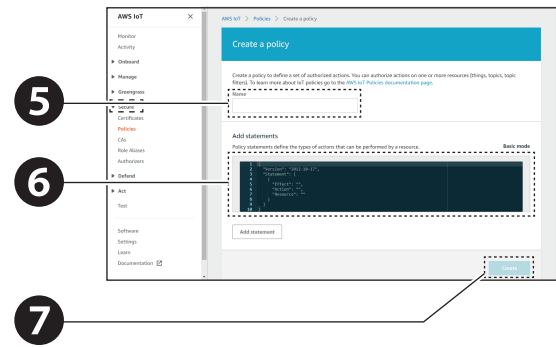 AWS IoT ×
Monitor
Activity
Onboard
Manage
Greengrass
Secure
Certificates
Policies
CAs
Role Aliases
Authorizers
Defend
Act
Test
Software
Settings
Learn
Documentation
AWS IoT > Policies > Create a policy
Create a policy
Create a policy to define a set of authorized actions. You can authorize actions on one or more resources (things, topics, topic
filters). To learn more about IoT policies go to the AWS IoT Policies documentation page.
Name
Add statements
Policy statements define the types of actions that can be performed by a resource. Basic mode
1 {
2 "Version": "2012-10-17",
3 "Statement": [
4 {
5 "Effect": "",
6 "Action": "",
7 "Resource": ""
8 }
9 ]
10 }
Add statement
Create
5
6
7